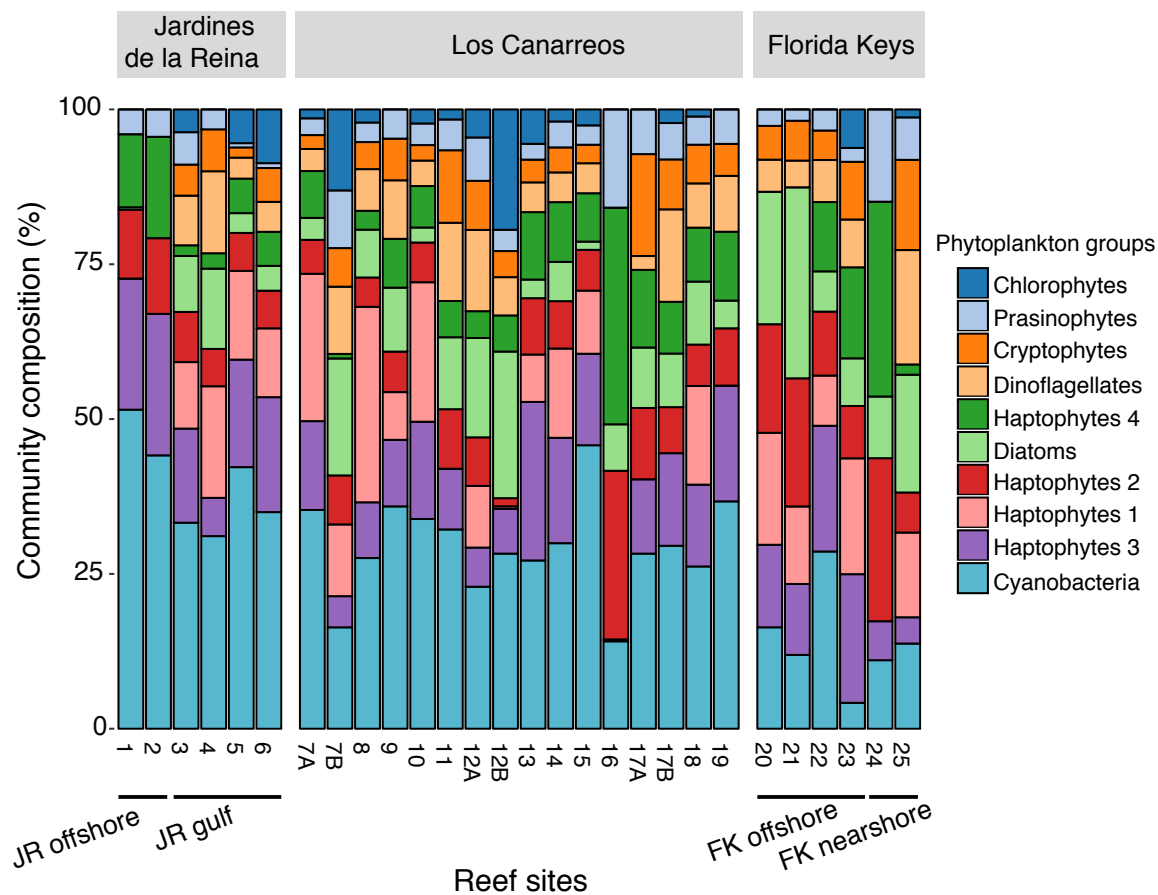 Jardines
de la Reina
Los Canarreos
Florida Keys
Community composition (%)
100
75
50
25
0
1
2
3
4
5
6
7A
7B
8
9
10
11
12A
12B
13
14
15
16
17A
17B
18
19
20
21
22
23
24
25
JR offshore
JR gulf
FK offshore
FK nearshore
Reef sites
Phytoplankton groups
Chlorophytes
Prasinophytes
Cryptophytes
Dinoflagellates
Haptophytes 4
Diatoms
Haptophytes 2
Haptophytes 1
Haptophytes 3
Cyanobacteria